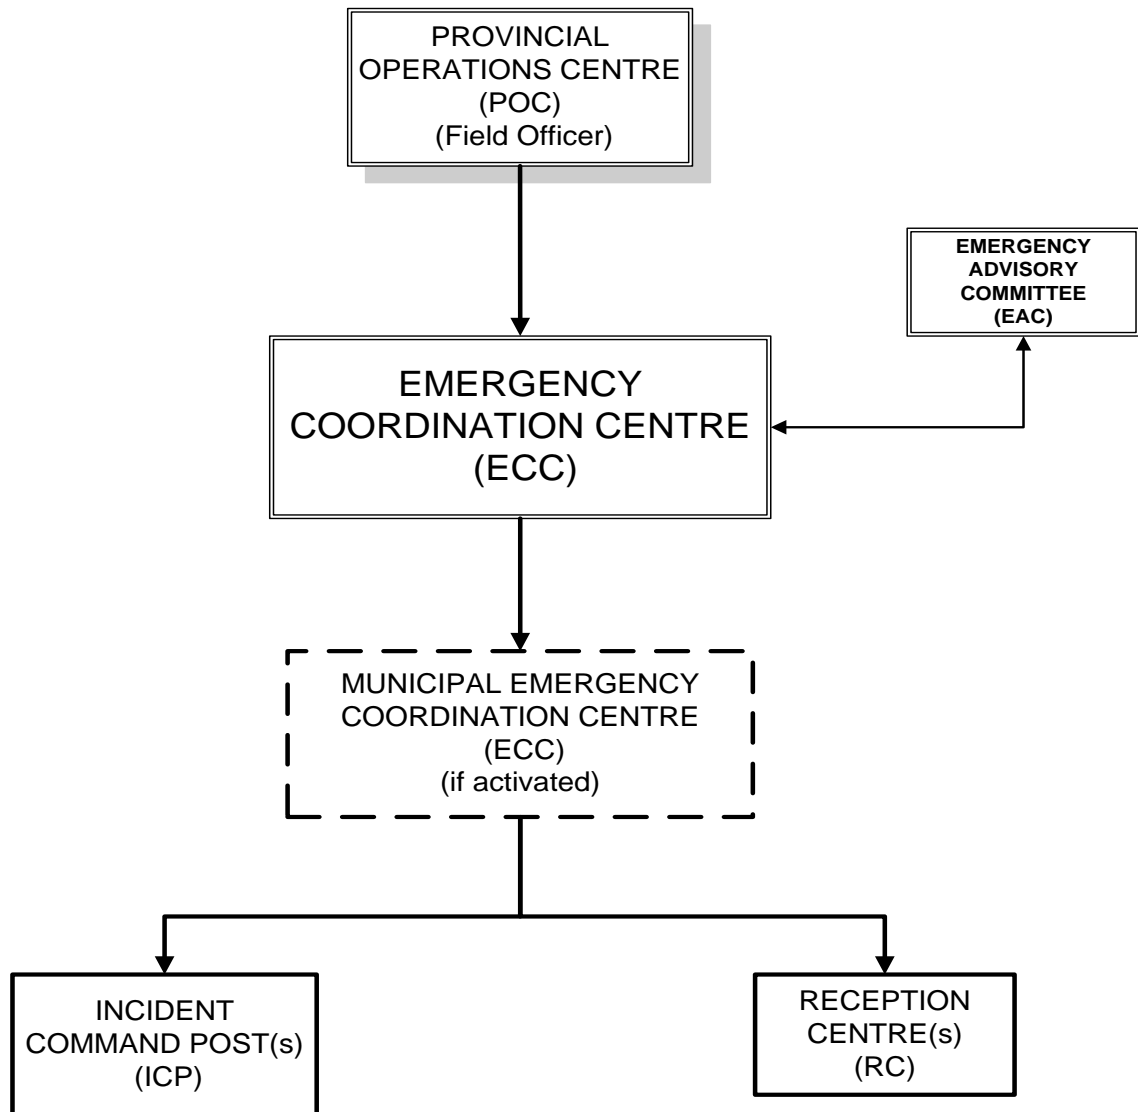 PROVINCIAL
OPERATIONS CENTRE
(POC)
(Field Officer)
EMERGENCY
ADVISORY
COMMITTEE
(EAC)
EMERGENCY
COORDINATION CENTRE
(ECC)
MUNICIPAL EMERGENCY
COORDINATION CENTRE
(ECC)
(if activated)
INCIDENT
COMMAND POST(s)
(ICP)
RECEPTION
CENTRE(s)
(RC)